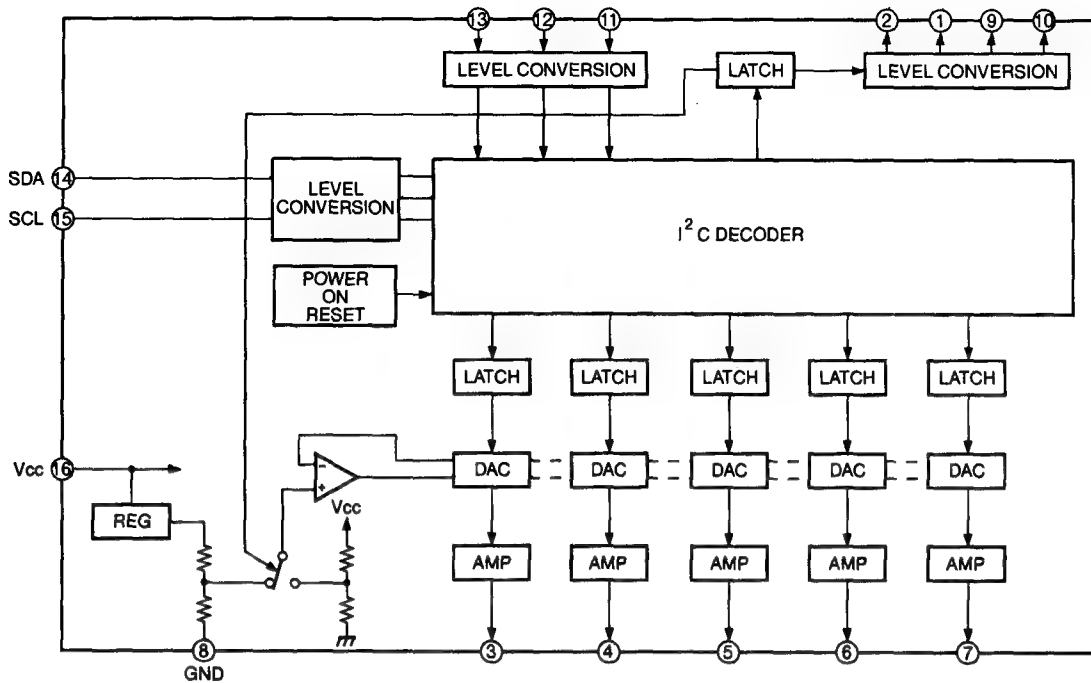 13 12 11 2 1 9 10
LEVEL CONVERSION LATCH LEVEL CONVERSION
SDA 14
LEVEL
CONVERSION
SCL 15
I2C DECODER
POWER
ON
RESET
LATCH LATCH LATCH LATCH LATCH
Vcc 16
DAC DAC DAC DAC DAC
-
+
Vcc
REG
AMP AMP AMP AMP AMP
8 3 4 5 6 7
GND